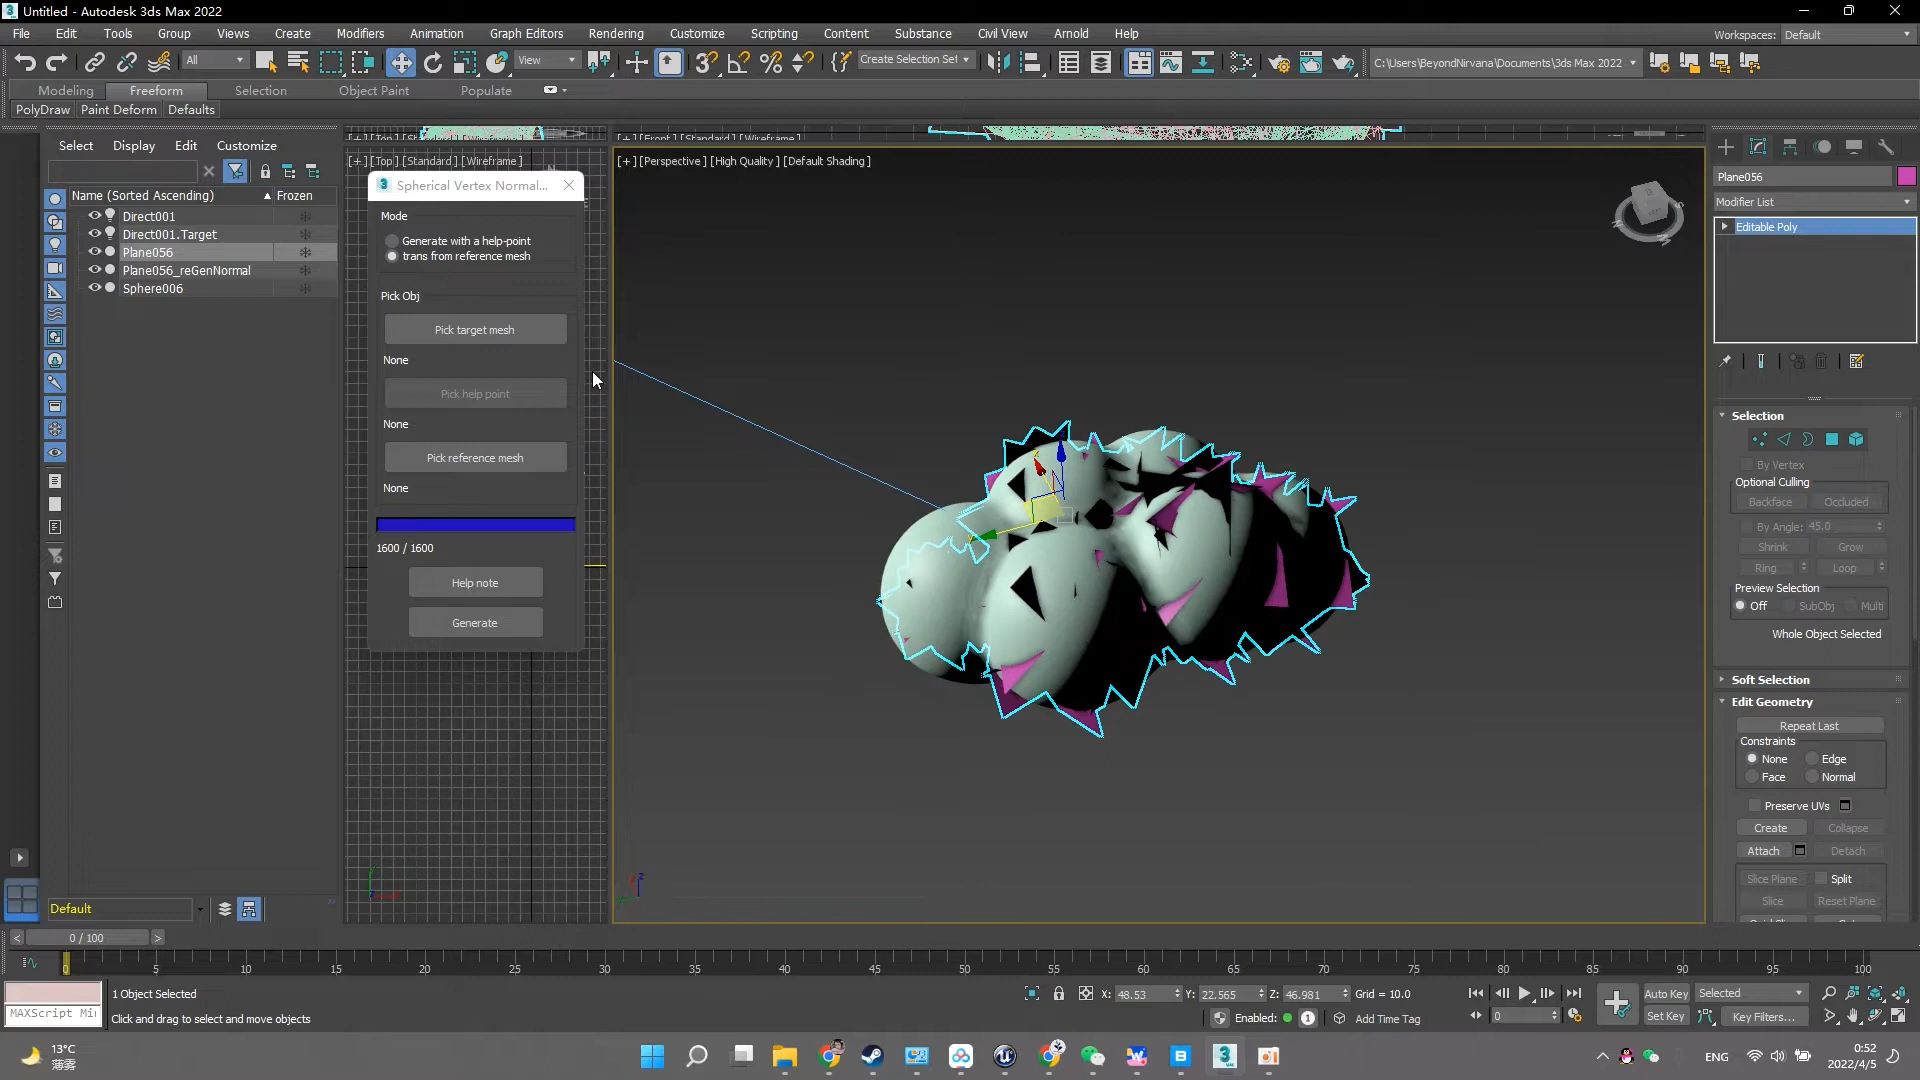 Untitled - Autodesk 3ds Max 2022
File Edit Tools Group Views Create Modifiers Animation Graph Editors Rendering Customize Scripting Content Substance Civil View Arnold Help
Workspaces: Default
All View Create Selection Set C:\Users\BeyondNirvana\Documents\3ds Max 2022
Modeling Freeform Selection Object Paint Populate
PolyDraw Paint Deform Defaults
Select Display Edit Customize
Name (Sorted Ascending) Frozen
Direct001
Direct001.Target
Plane056
Plane056_reGenNormal
Sphere006
Default
[+] [Top] [Standard] [Wireframe]
[+] [Front] [Standard] [Wireframe]
[+] [Top] [Standard] [Wireframe]
[+] [Perspective] [High Quality] [Default Shading]
Spherical Vertex Normal...
Mode
Generate with a help-point
trans from reference mesh
Pick Obj
Pick target mesh
None
Pick help point
None
Pick reference mesh
None
1600 / 1600
Help note
Generate
Plane056
Modifier List
Editable Poly
Selection
By Vertex
Optional Culling
Backface Occluded
By Angle: 45.0
Shrink Grow
Ring Loop
Preview Selection
Off SubObj Multi
Whole Object Selected
Soft Selection
Edit Geometry
Repeat Last
Constraints
None Edge
Face Normal
Preserve UVs
Create Collapse
Attach Detach
Slice Plane Split
Slice Reset Plane
0 / 100
0 5 10 15 20 25 30 35 40 45 50 55 60 65 70 75 80 85 90 95 100
1 Object Selected
X: 48.53 Y: 22.565 Z: 46.981 Grid = 10.0
Auto Key Selected
MAXScript Mi
Click and drag to select and move objects
Enabled: 1 Add Time Tag
0
Set Key Key Filters...
13°C
薄雾
ENG
0:52
2022/4/5